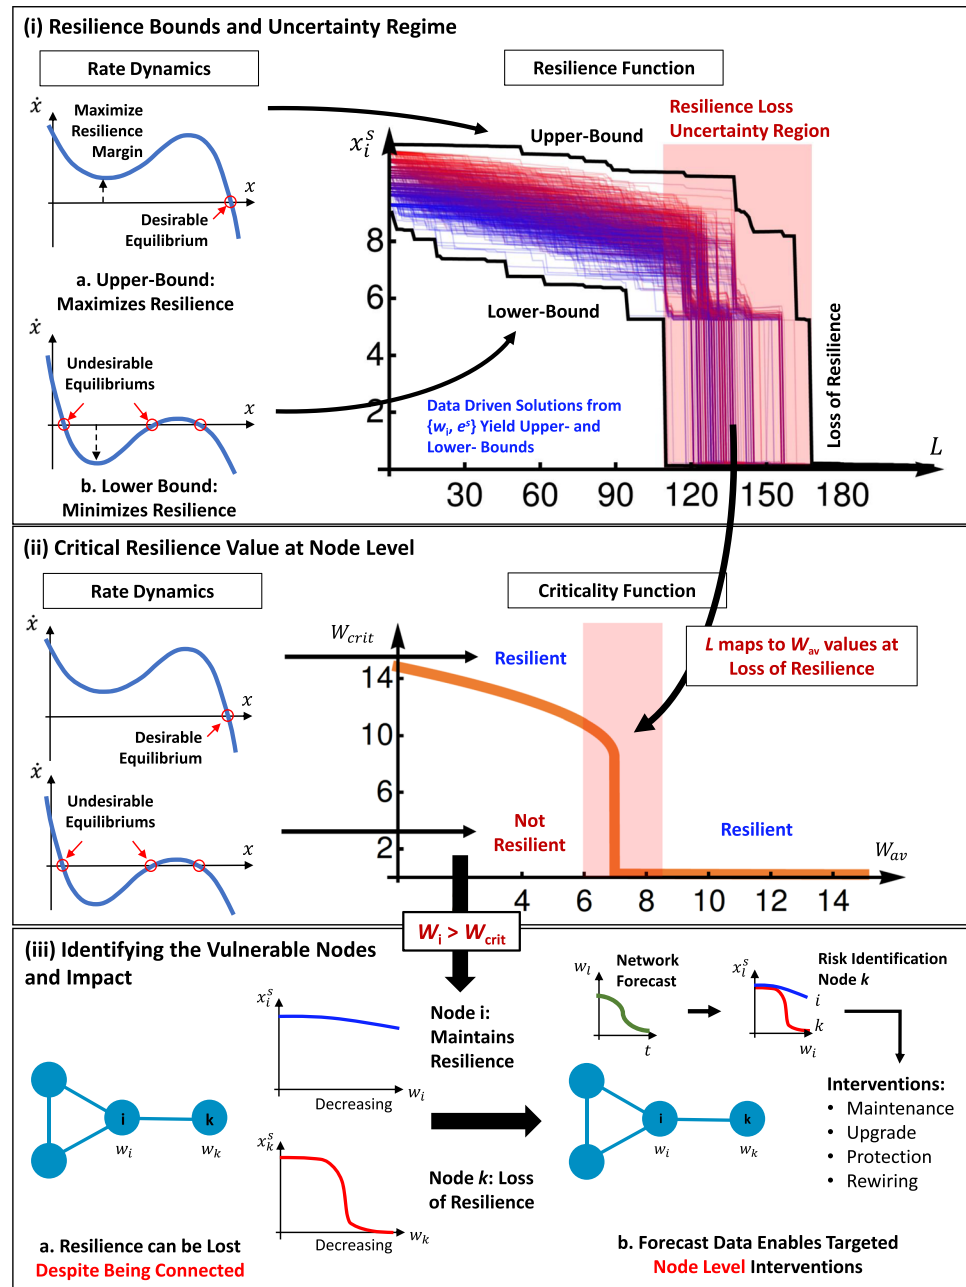 (i) Resilience Bounds and Uncertainty Regime
Rate Dynamics
Resilience Function
ẋ
Maximize
Resilience
Margin
x
Desirable
Equilibrium
a. Upper-Bound:
Maximizes Resilience
ẋ
Undesirable
Equilibriums
x
b. Lower Bound:
Minimizes Resilience
x_i^s
Upper-Bound
Resilience Loss
Uncertainty Region
8
6
4
2
Lower-Bound
Data Driven Solutions from
{w_i, e^s} Yield Upper- and
Lower- Bounds
Loss of Resilience
L
30 60 90 120 150 180
(ii) Critical Resilience Value at Node Level
Rate Dynamics
Criticality Function
ẋ
x
Desirable
Equilibrium
ẋ
Undesirable
Equilibriums
x
W_crit
Resilient
L maps to W_av values at
Loss of Resilience
14
10
6
2
Not
Resilient
Resilient
W_av
4 6 8 10 12 14
W_i > W_crit
(iii) Identifying the Vulnerable Nodes
and Impact
x_i^s
Node i:
Maintains
Resilience
w_i
Decreasing
i
k
w_i
w_k
x_k^s
Node k: Loss
of Resilience
w_k
Decreasing
a. Resilience can be Lost
Despite Being Connected
w_l
Network
Forecast
t
x_l^s
Risk Identification
Node k
i
k
w_i
i
k
w_i
w_k
Interventions:
• Maintenance
• Upgrade
• Protection
• Rewiring
b. Forecast Data Enables Targeted
Node Level Interventions